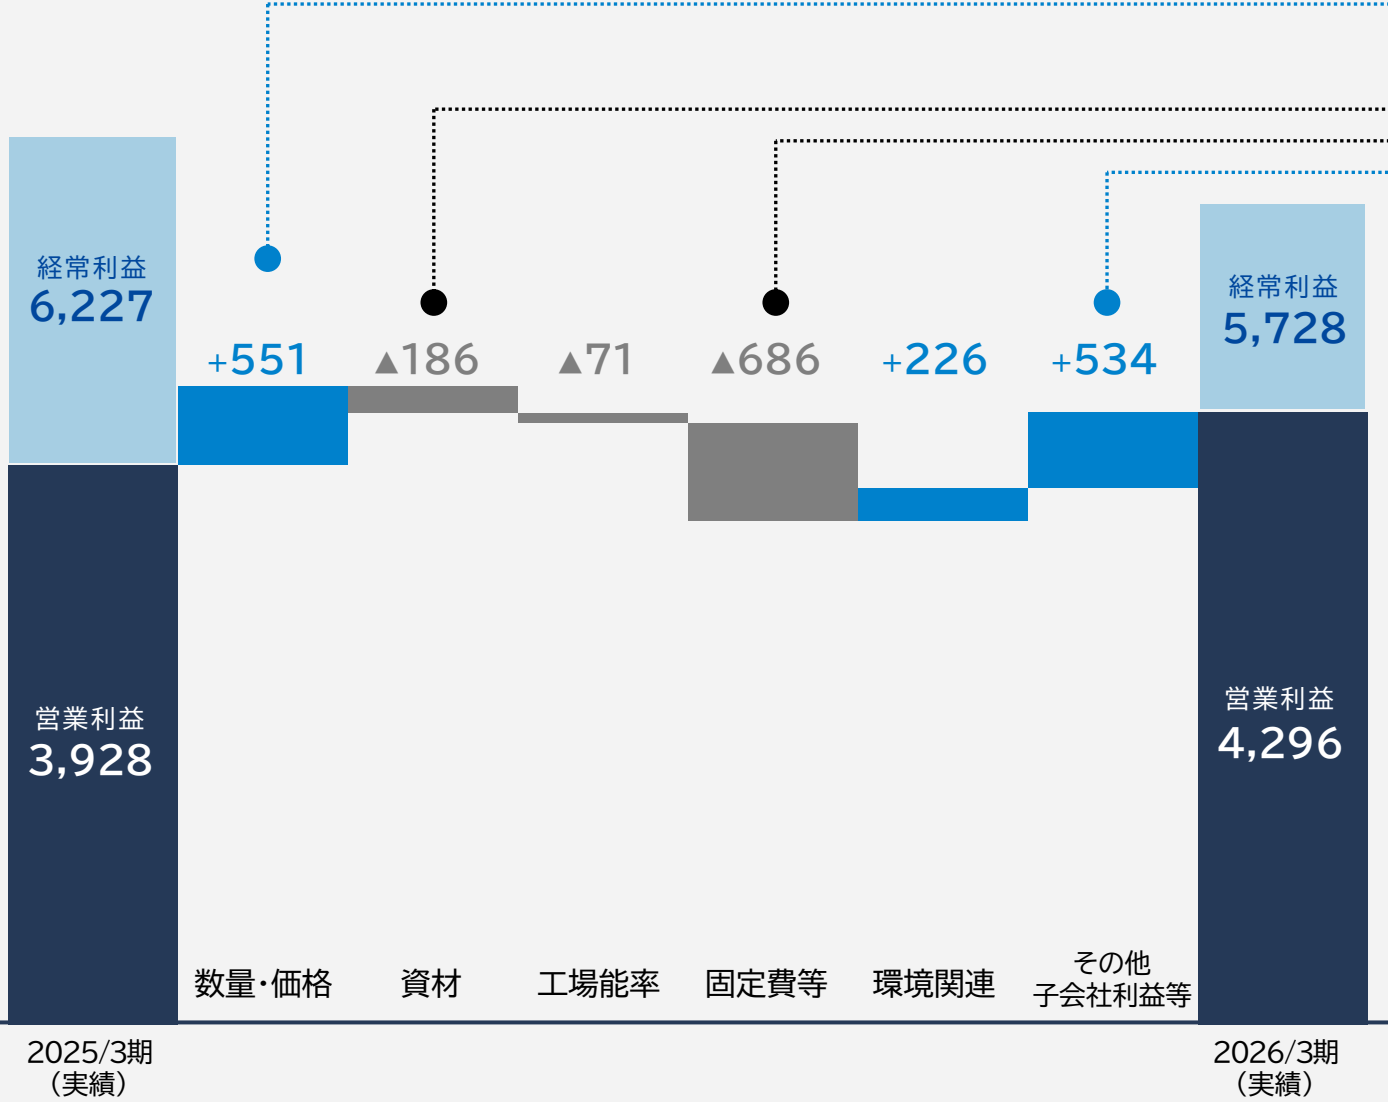 経常利益
6,227
経常利益
5,728
+551
▲186
▲71
▲686
+226
+534
営業利益
3,928
営業利益
4,296
数量・価格
資材
工場能率
固定費等
環境関連
その他
子会社利益等
2025/3期
（実績）
2026/3期
（実績）